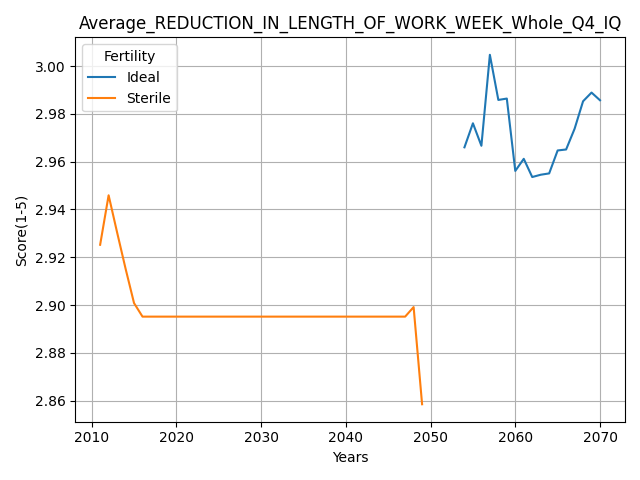 Average_REDUCTION_IN_LENGTH_OF_WORK_WEEK_Whole_Q4_IQ
Fertility
Ideal
Sterile
Score(1-5)
3.00
2.98
2.96
2.94
2.92
2.90
2.88
2.86
2010 2020 2030 2040 2050 2060 2070
Years